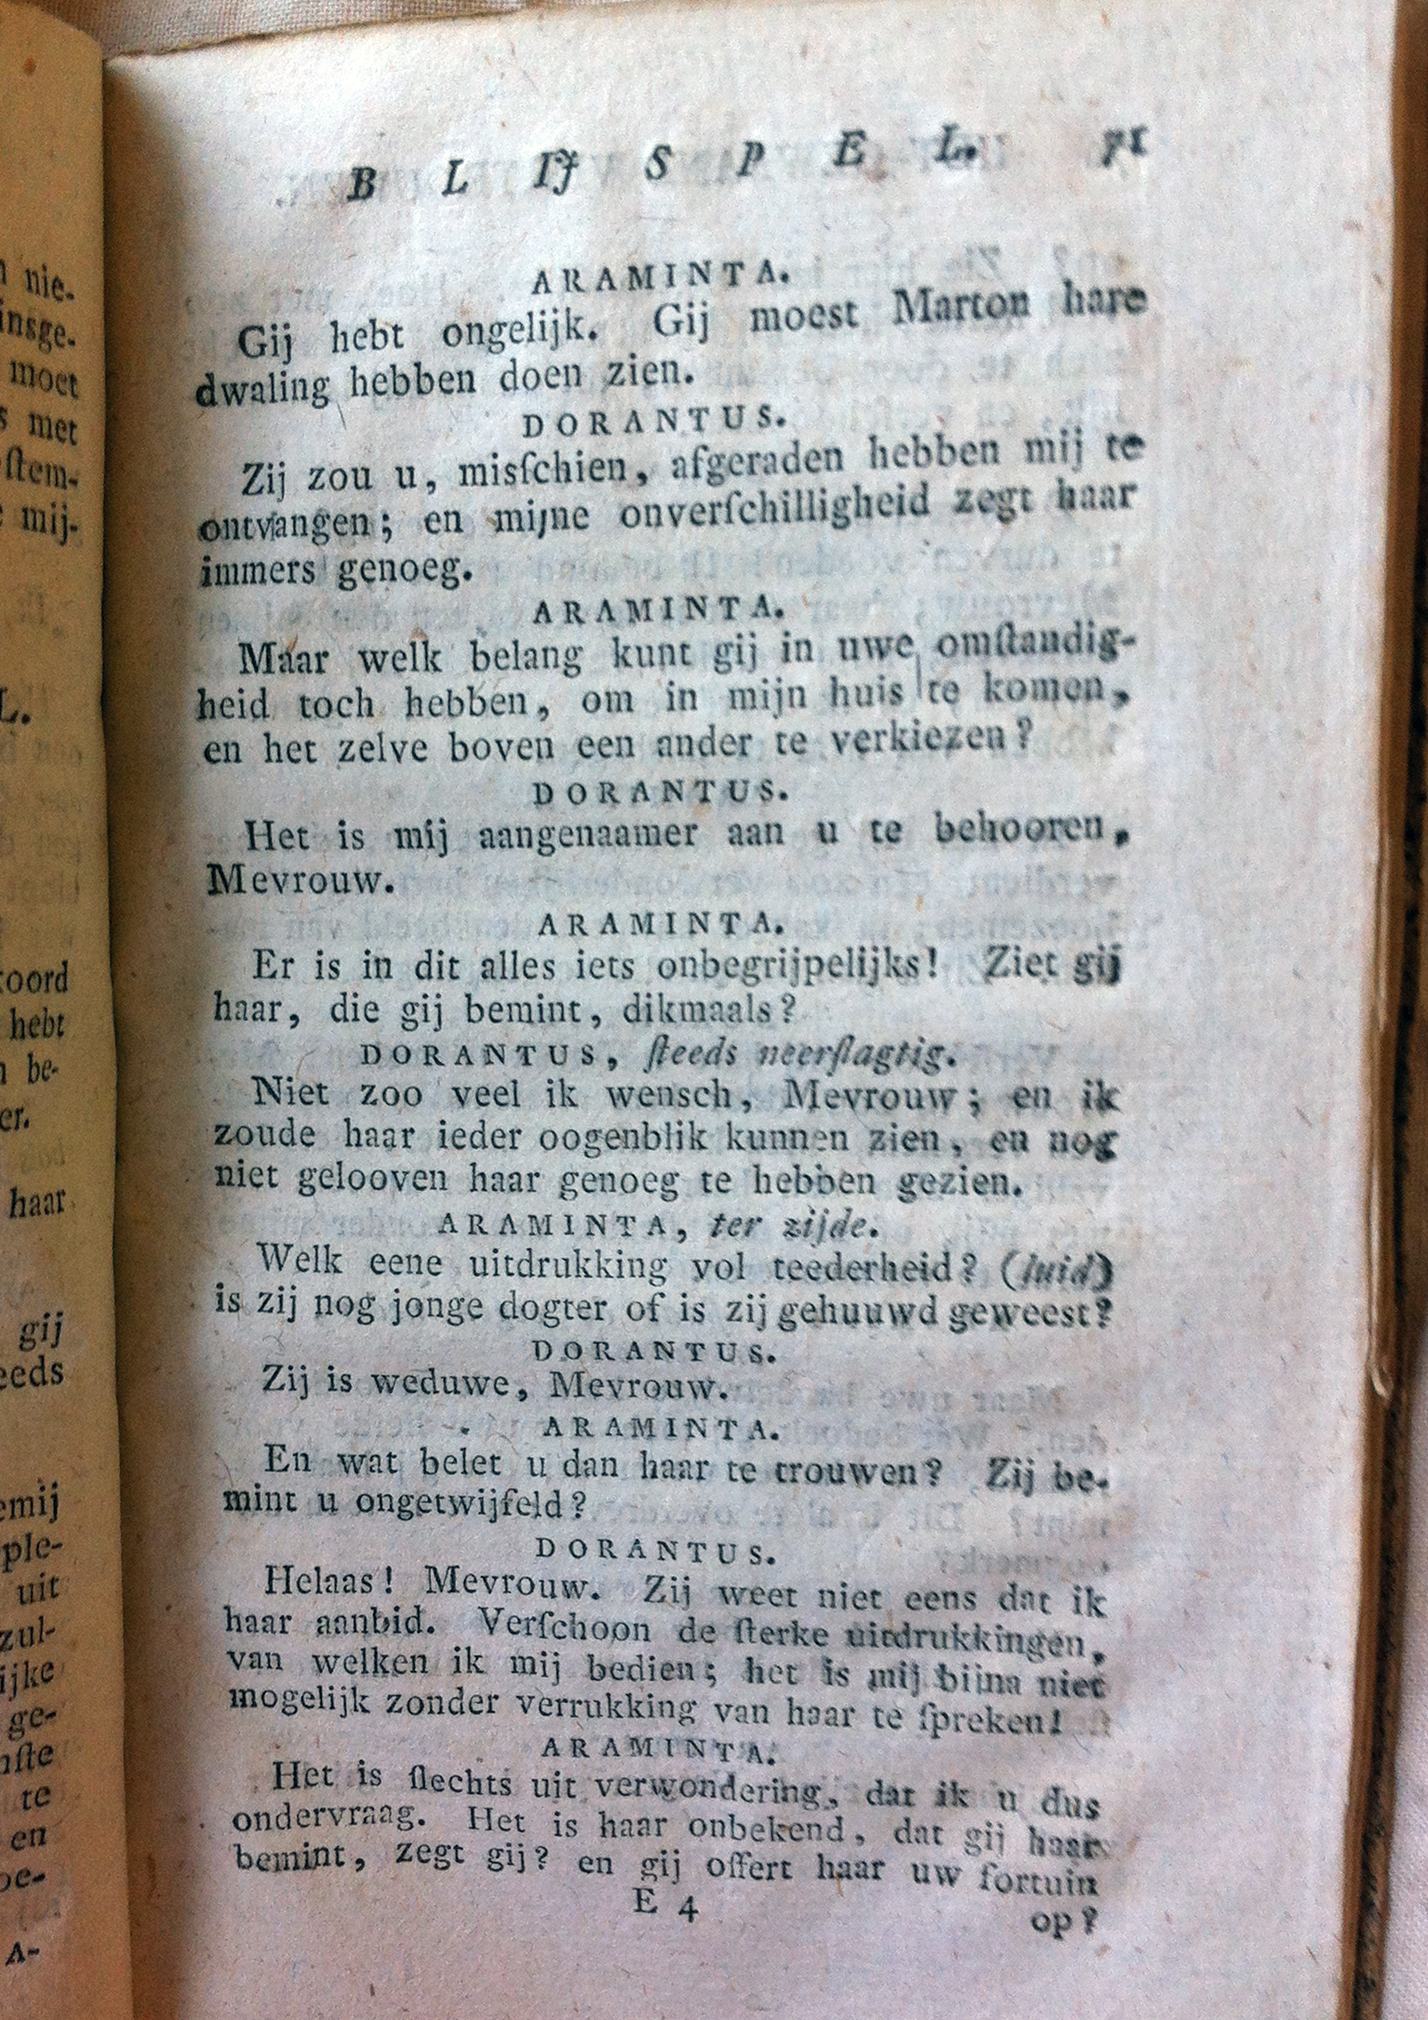 BLIJSPEL. 71
ARAMINTA.
Gij hebt ongelijk. Gij moest Marton hare
dwaling hebben doen zien.
DORANTUS.
Zij zou u, misſchien, afgeraden hebben mij te
ontvangen; en mijne onverſchilligheid zegt haar
immers genoeg.
ARAMINTA.
Maar welk belang kunt gij in uwe omſtandig-
heid toch hebben, om in mijn huis te komen,
en het zelve boven een ander te verkiezen?
DORANTUS.
Het is mij aangenaamer aan u te behooren,
Mevrouw.
ARAMINTA.
Er is in dit alles iets onbegrijpelijks! Ziet gij
haar, die gij bemint, dikmaals?
DORANTUS, ſteeds neerſlagtig.
Niet zoo veel ik wensch, Mevrouw; en ik
zoude haar ieder oogenblik kunnen zien, en nog
niet gelooven haar genoeg te hebben gezien.
ARAMINTA, ter zijde.
Welk eene uitdrukking vol teederheid? (luid)
is zij nog jonge dogter of is zij gehuuwd geweest?
DORANTUS.
Zij is weduwe, Mevrouw.
ARAMINTA.
En wat belet u dan haar te trouwen? Zij be-
mint u ongetwijfeld?
DORANTUS.
Helaas! Mevrouw. Zij weet niet eens dat ik
haar aanbid. Verſchoon de ſterke uitdrukkingen,
van welken ik mij bedien; het is mij bijna niet
mogelijk zonder verrukking van haar te ſpreken!
ARAMINTA.
Het is ſlechts uit verwondering, dat ik u dus
ondervraag. Het is haar onbekend, dat gij haar
bemint, zegt gij? en gij offert haar uw fortuin
E 4
op?